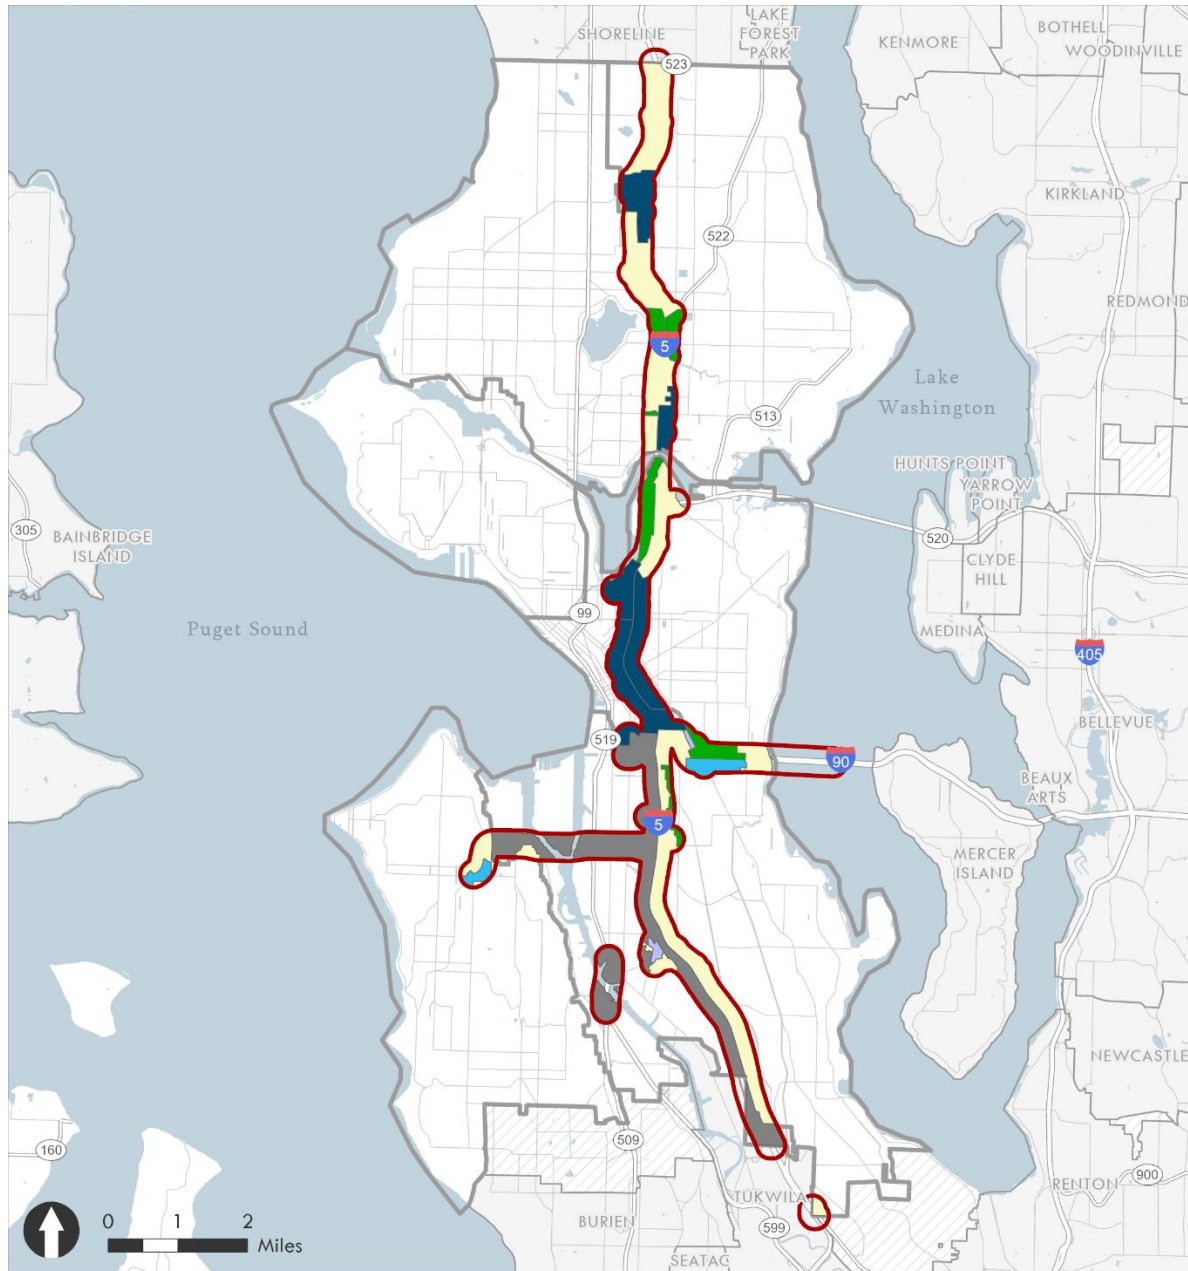 SHORELINE
LAKE
FOREST
PARK
KENMORE
BOTHELL
WOODINVILLE
523
KIRKLAND
522
REDMOND
5
Lake
Washington
513
HUNTS POINT
YARROW
POINT
305
BAINBRIDGE
ISLAND
520
CLYDE
HILL
99
Puget Sound
MEDINA
405
BELLEVUE
519
90
BEAUX
ARTS
5
MERCER
ISLAND
NEWCASTLE
509
160
900
RENTON
TUKWILA
BURIEN
599
SEATAC
0 1 2
Miles